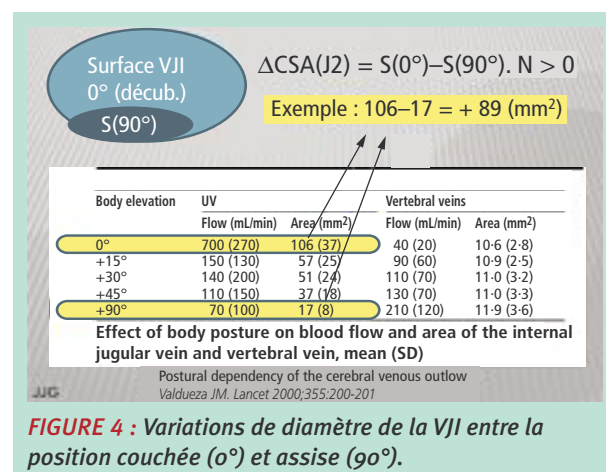 Surface VJI
0° (décub.)
S(90°)
ΔCSA(J2) = S(0°)–S(90°). N > 0
Exemple : 106–17 = + 89 (mm²)
Body elevation UV Vertebral veins
Flow (mL/min) Area (mm²) Flow (mL/min) Area (mm²)
0° 700 (270) 106 (37) 40 (20) 10·6 (2·8)
+15° 150 (130) 57 (25) 90 (60) 10·9 (2·5)
+30° 140 (200) 51 (24) 110 (70) 11·0 (3·2)
+45° 110 (150) 37 (18) 130 (70) 11·0 (3·3)
+90° 70 (100) 17 (8) 210 (120) 11·9 (3·6)
Effect of body posture on blood flow and area of the internal
jugular vein and vertebral vein, mean (SD)
Postural dependency of the cerebral venous outlow
JJG Valdueza JM. Lancet 2000;355:200-201
FIGURE 4 : Variations de diamètre de la VJI entre la
position couchée (0°) et assise (90°).